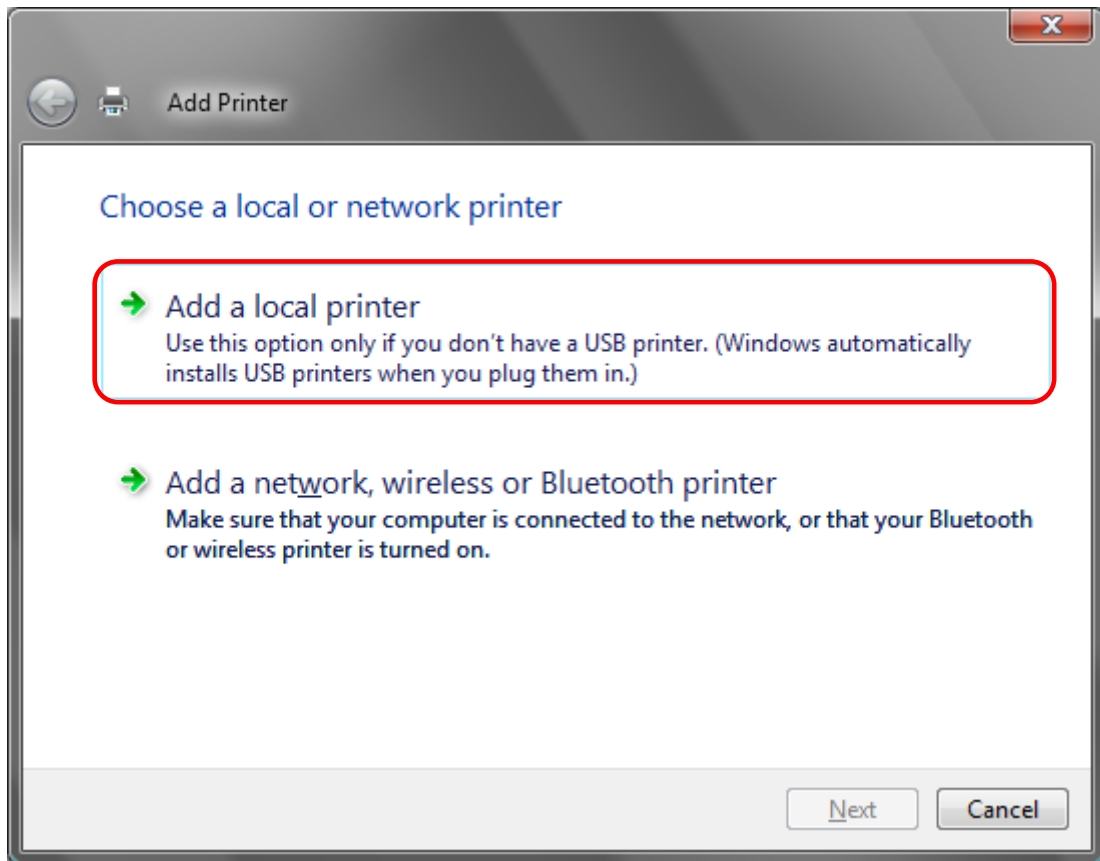 Add Printer
Choose a local or network printer
Add a local printer
Use this option only if you don't have a USB printer. (Windows automatically
installs USB printers when you plug them in.)
Add a network, wireless or Bluetooth printer
Make sure that your computer is connected to the network, or that your Bluetooth
or wireless printer is turned on.
Next Cancel